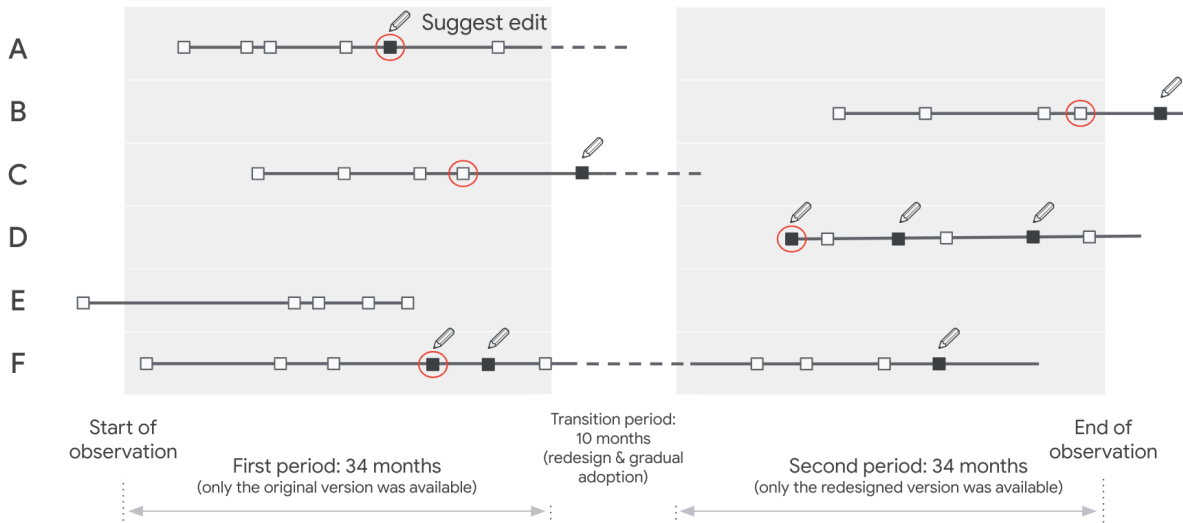 Suggest edit
A
B
C
D
E
F
Start of
observation
First period: 34 months
(only the original version was available)
Transition period:
10 months
(redesign & gradual
adoption)
Second period: 34 months
(only the redesigned version was available)
End of
observation